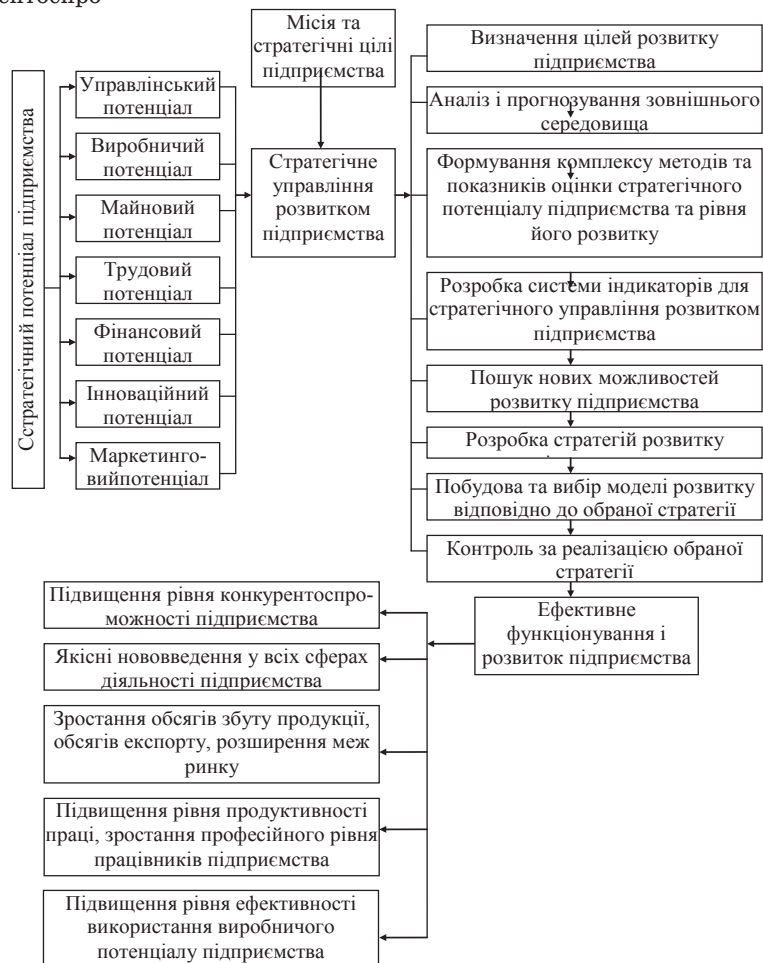 Місія та
стратегічні цілі
підприємства
Сстратегічний потенціал підприємства
Управлінський
потенціал
Виробничий
потенціал
Майновий
потенціал
Трудовий
потенціал
Фінансовий
потенціал
Інноваційний
потенціал
Маркетинго-
вийпотенціал
Стратегічне
управління
розвитком
підприємства
Визначення цілей розвитку
підприємства
Аналіз і прогнозування зовнішнього
середовища
Формування комплексу методів та
показників оцінки стратегічного
потенціалу підприємства та рівня
його розвитку
Розробка системи індикаторів для
стратегічного управління розвитком
підприємства
Пошук нових можливостей
розвитку підприємства
Розробка стратегій розвитку
Побудова та вибір моделі розвитку
відповідно до обраної стратегії
Контроль за реалізацією обраної
стратегії
Ефективне
функціонування і
розвиток підприємства
Підвищення рівня конкурентоспро-
можності підприємства
Якісні нововведення у всіх сферах
діяльності підприємства
Зростання обсягів збуту продукції,
обсягів експорту, розширення меж
ринку
Підвищення рівня продуктивності
праці, зростання професійного рівня
працівників підприємства
Підвищення рівня ефективності
використання виробничого
потенціалу підприємства